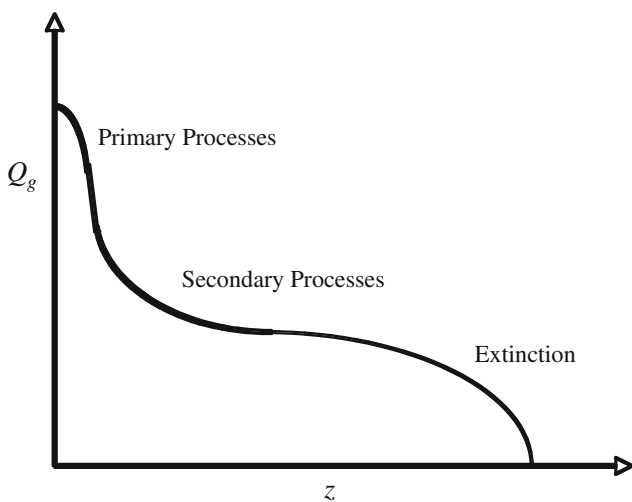 Primary Processes
Q_g
Secondary Processes
Extinction
z